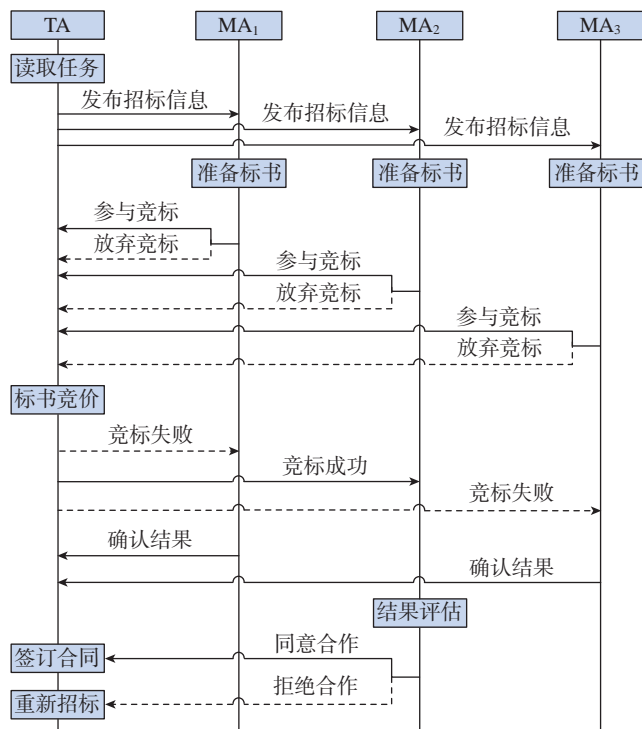 TA
MA₁
MA₂
MA₃
读取任务
发布招标信息
发布招标信息
发布招标信息
准备标书
准备标书
准备标书
参与竞标
放弃竞标
参与竞标
放弃竞标
参与竞标
放弃竞标
标书竞价
竞标失败
竞标成功
竞标失败
确认结果
确认结果
结果评估
同意合作
签订合同
拒绝合作
重新招标